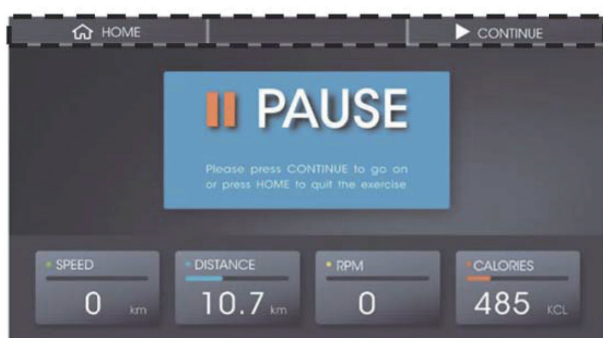 HOME
CONTINUE
PAUSE
Please press CONTINUE to go on
or press HOME to quit the exercise
SPEED
0 km
DISTANCE
10.7 km
RPM
0
CALORIES
485 KCL